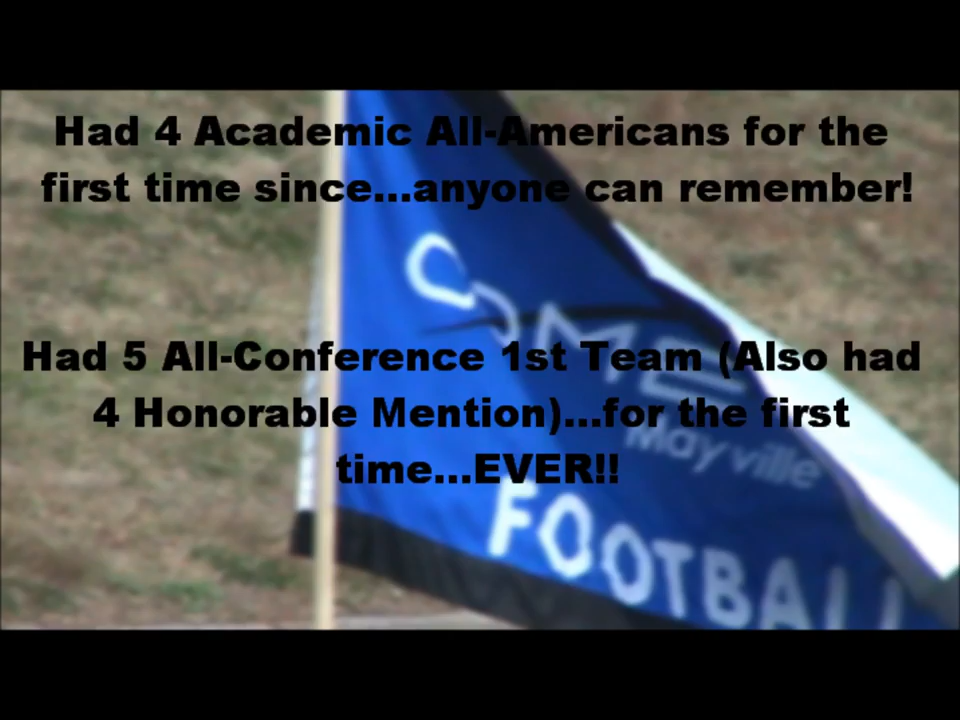 Had 4 Academic All-Americans for the
first time since...anyone can remember!
Had 5 All-Conference 1st Team (Also had
4 Honorable Mention)...for the first
time...EVER!!
Mayville
FOOTBALL